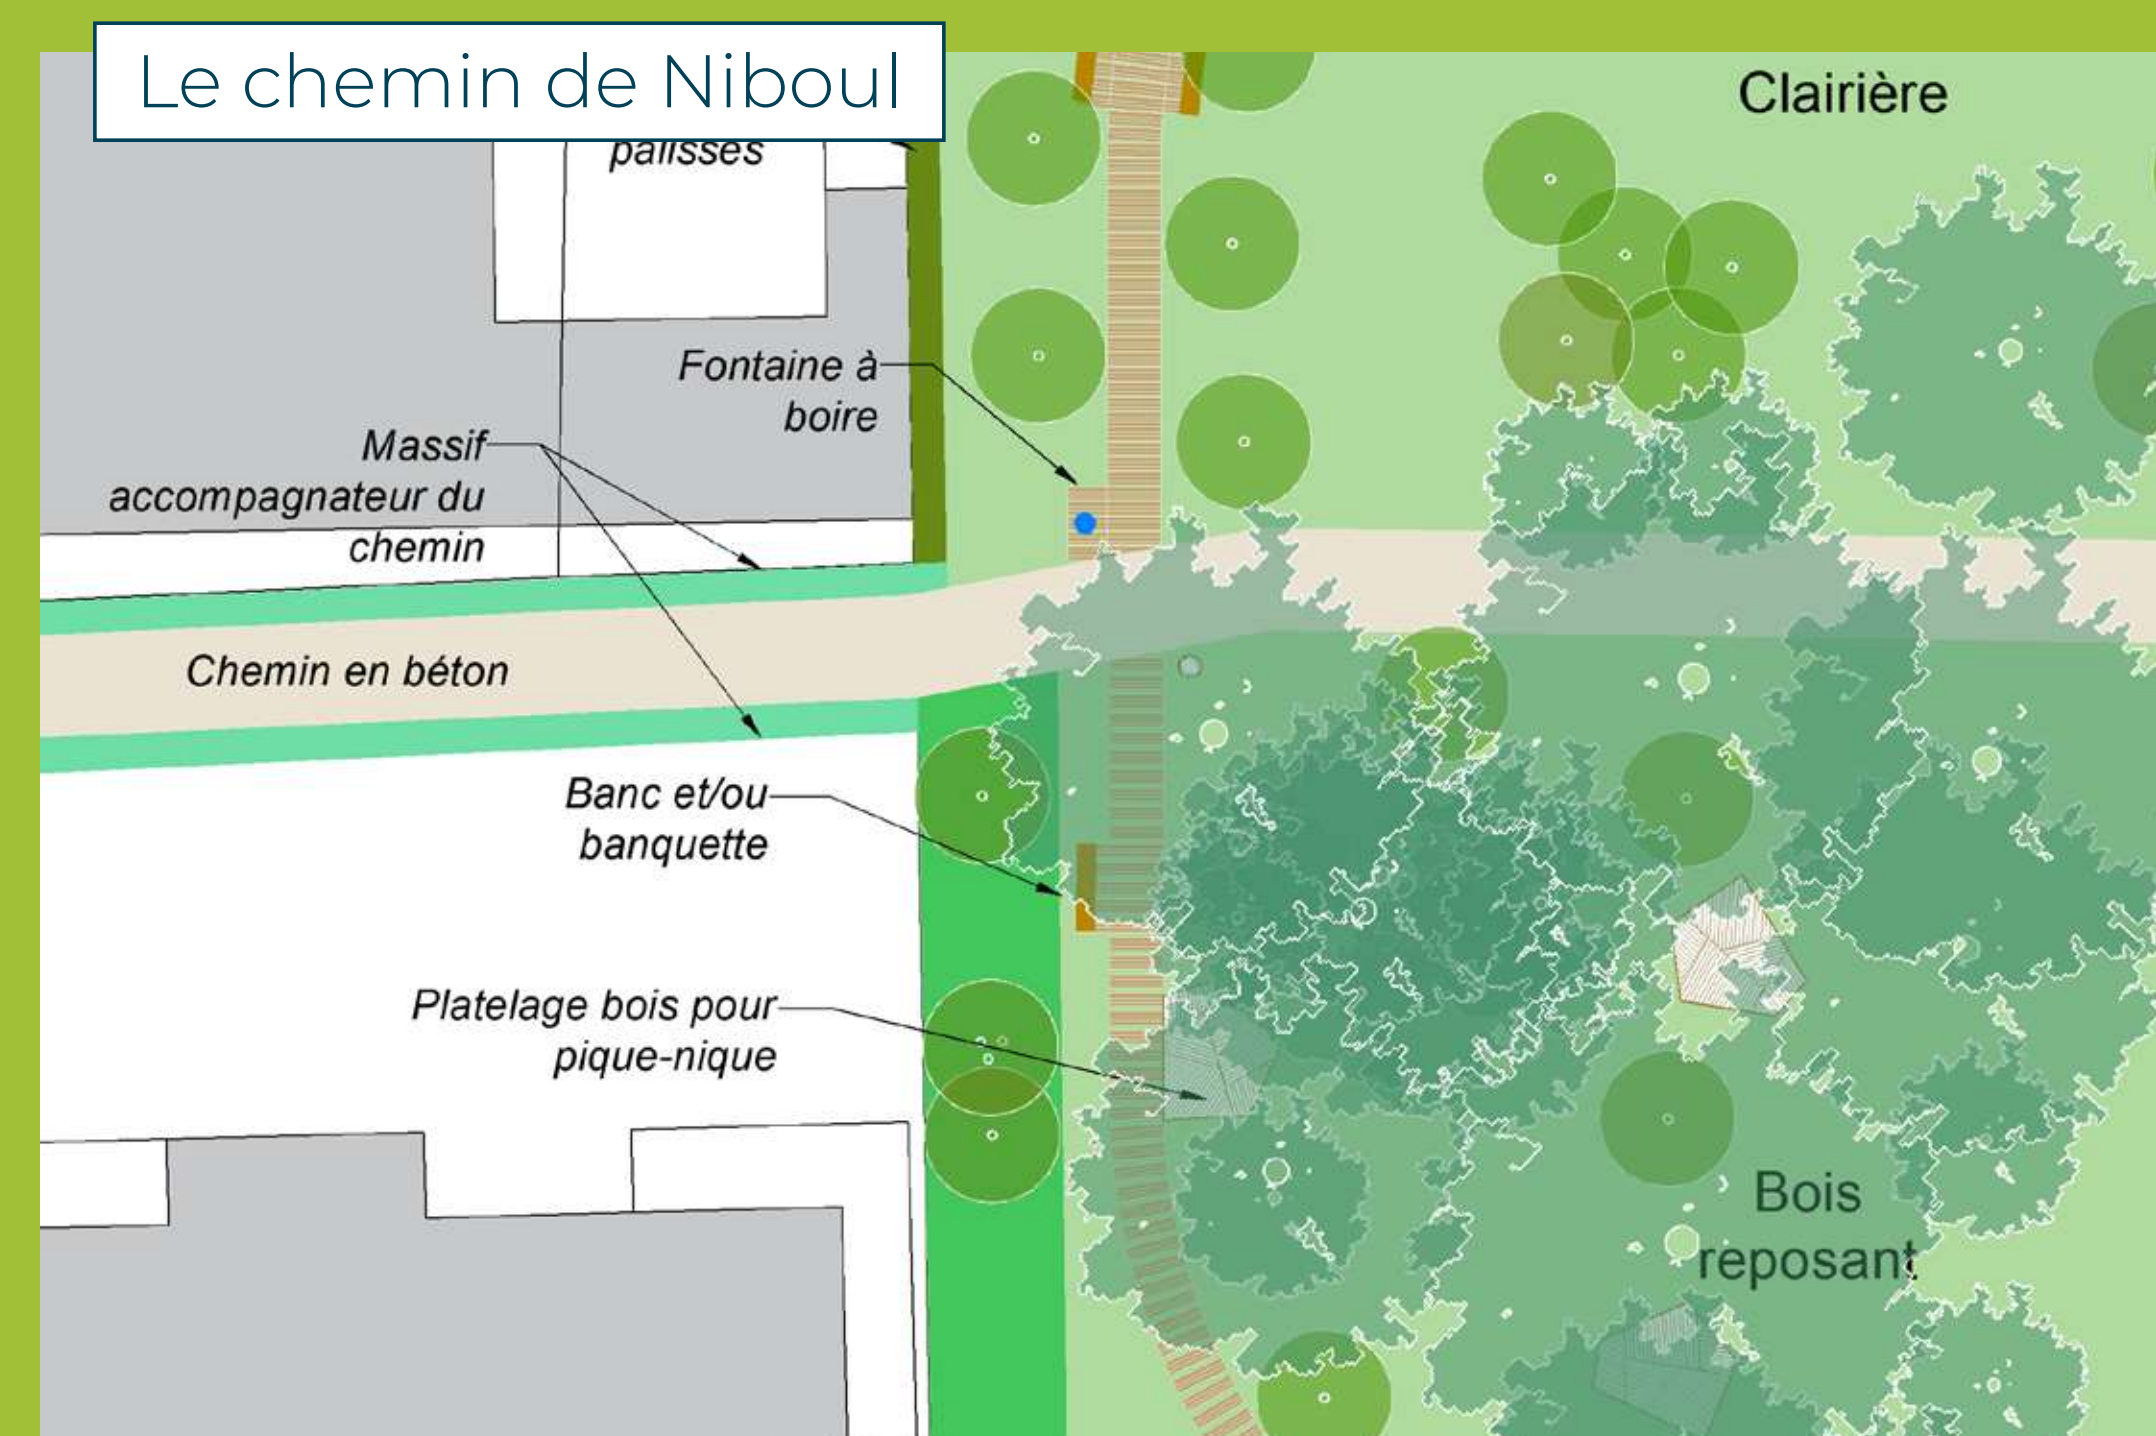 Le chemin de Niboul
Clairière
palissés
Fontaine à
boire
Massif
accompagnateur du
chemin
Chemin en béton
Banc et/ou
banquette
Platelage bois pour
pique-nique
Bois
reposant